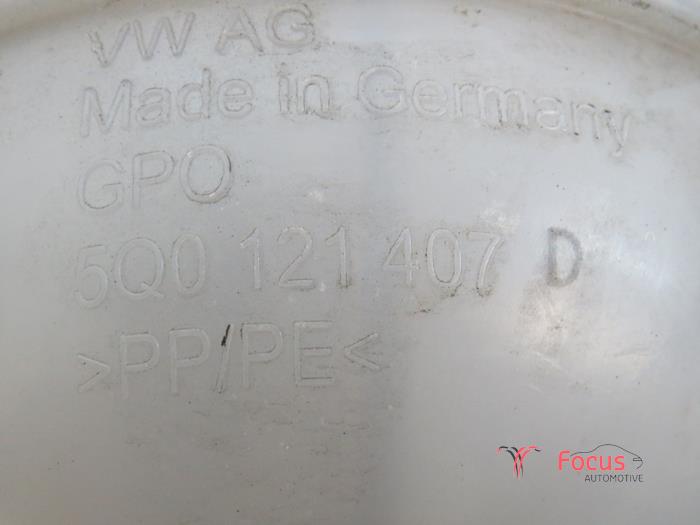 VW AG
Made in Germany
GPO
5Q0 121 407 D
>PP/PE<
Focus
AUTOMOTIVE